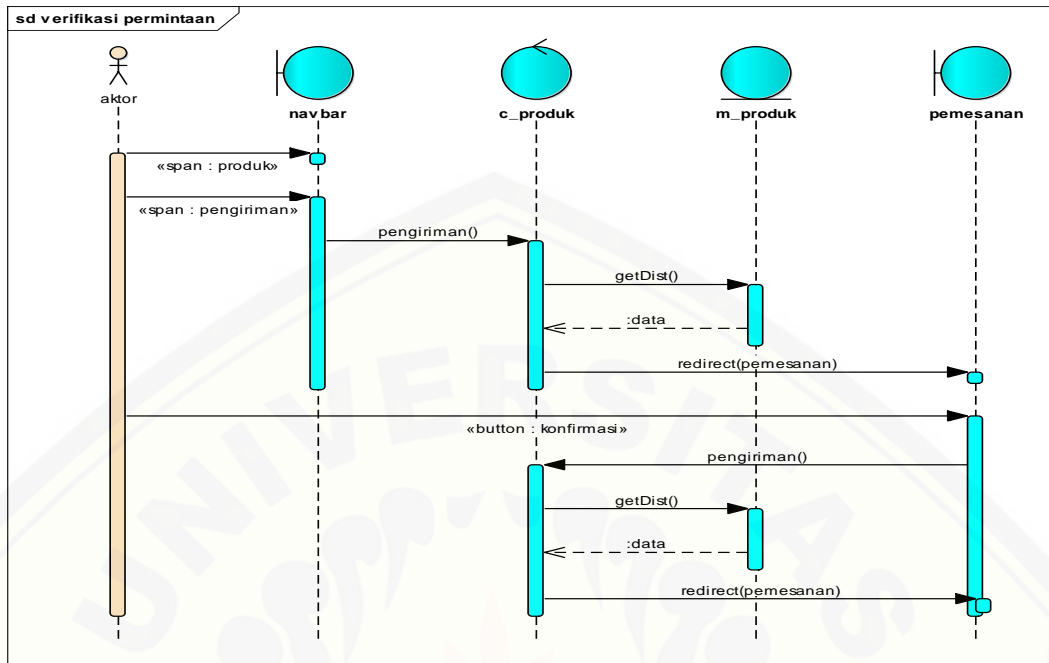 sd verifikasi permintaan
aktor
navbar
c_produk
m_produk
pemesanan
«span : produk»
«span : pengiriman»
pengiriman()
getDist()
:data
redirect(pemesanan)
«button : konfirmasi»
pengiriman()
getDist()
:data
redirect(pemesanan)
UNIVERSITAS